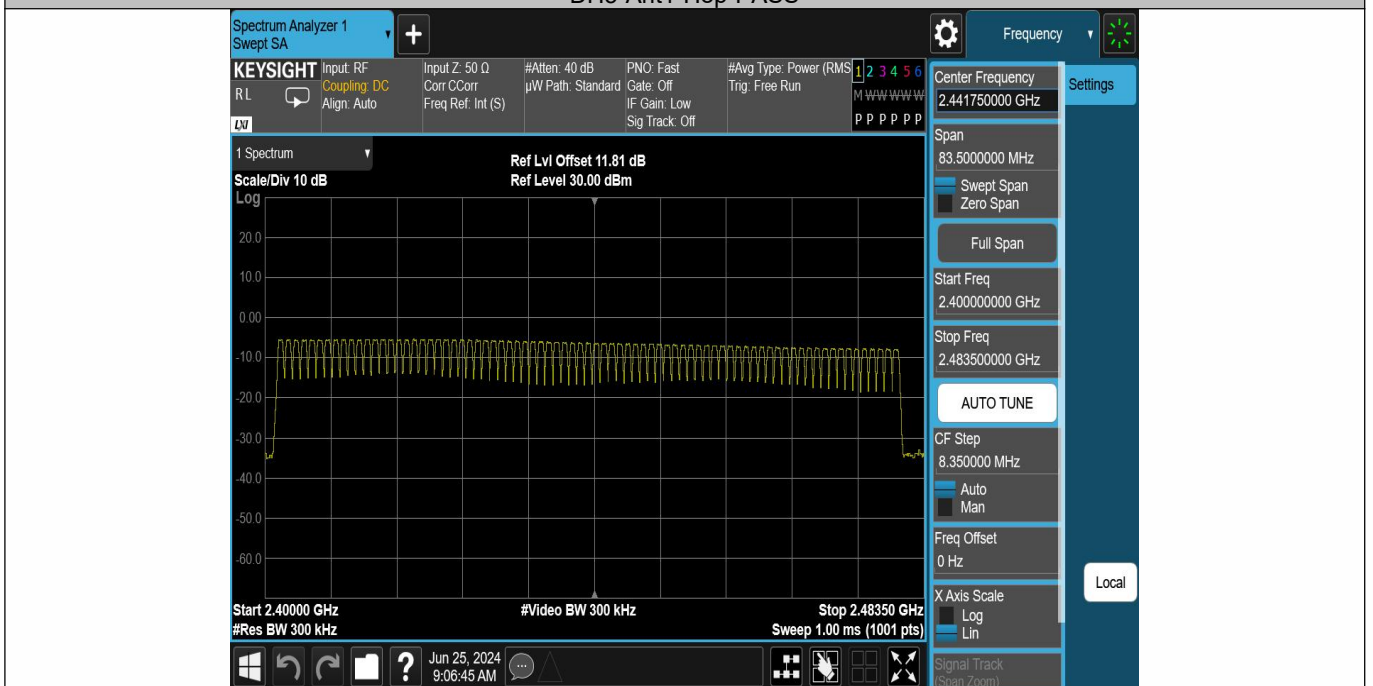 Spectrum Analyzer 1
Swept SA
Frequency
KEYSIGHT
RL
LXI
Input: RF
Coupling: DC
Align: Auto
Input Z: 50 Ω
Corr CCorr
Freq Ref: Int (S)
#Atten: 40 dB
µW Path: Standard
PNO: Fast
Gate: Off
IF Gain: Low
Sig Track: Off
#Avg Type: Power (RMS
Trig: Free Run
1 2 3 4 5 6
M W W W W W
P P P P P P
1 Spectrum
Scale/Div 10 dB
Ref Lvl Offset 11.81 dB
Ref Level 30.00 dBm
Log
20.0
10.0
0.00
-10.0
-20.0
-30.0
-40.0
-50.0
-60.0
Start 2.40000 GHz
#Res BW 300 kHz
#Video BW 300 kHz
Stop 2.48350 GHz
Sweep 1.00 ms (1001 pts)
Jun 25, 2024
9:06:45 AM
Center Frequency
2.441750000 GHz
Settings
Span
83.5000000 MHz
Swept Span
Zero Span
Full Span
Start Freq
2.400000000 GHz
Stop Freq
2.483500000 GHz
AUTO TUNE
CF Step
8.350000 MHz
Auto
Man
Freq Offset
0 Hz
X Axis Scale
Log
Lin
Local
Signal Track
(Span Zoom)